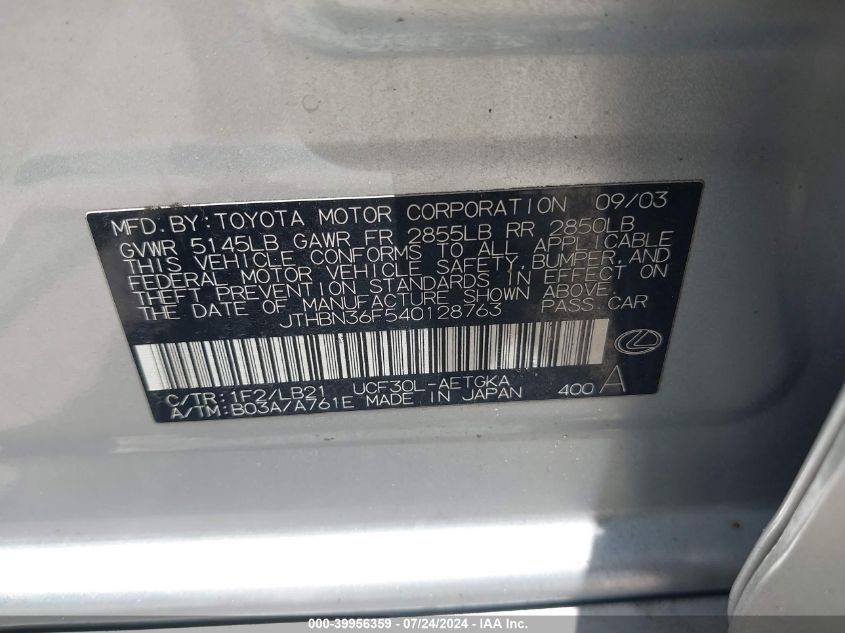 MFD. BY: TOYOTA MOTOR CORPORATION 09/03
GVWR 5145LB GAWR FR 2855LB RR 2850LB
THIS VEHICLE CONFORMS TO ALL APPLICABLE
FEDERAL MOTOR VEHICLE SAFETY, BUMPER, AND
THEFT PREVENTION STANDARDS IN EFFECT ON
THE DATE OF MANUFACTURE SHOWN ABOVE.
JTHBN36F540128763 PASS CAR
C/TR: 1F2/LB21 UCF30L-AETGKA
A/TM: B03A/A761E MADE IN JAPAN 400 A
000-39956359 - 07/24/2024 - IAA Inc.